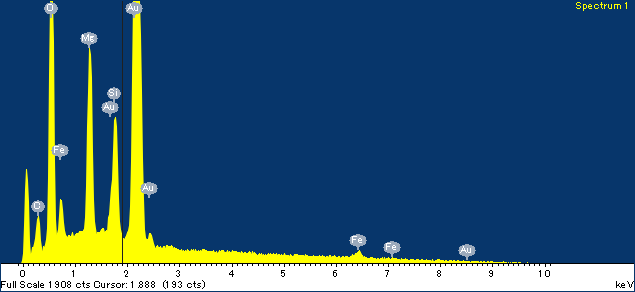 Spectrum 1
O
Au
Mg
Si
Au
Fe
Au
C
Fe
Fe
Au
0 1 2 3 4 5 6 7 8 9 10
Full Scale 1908 cts Cursor: 1.888 (193 cts)
keV